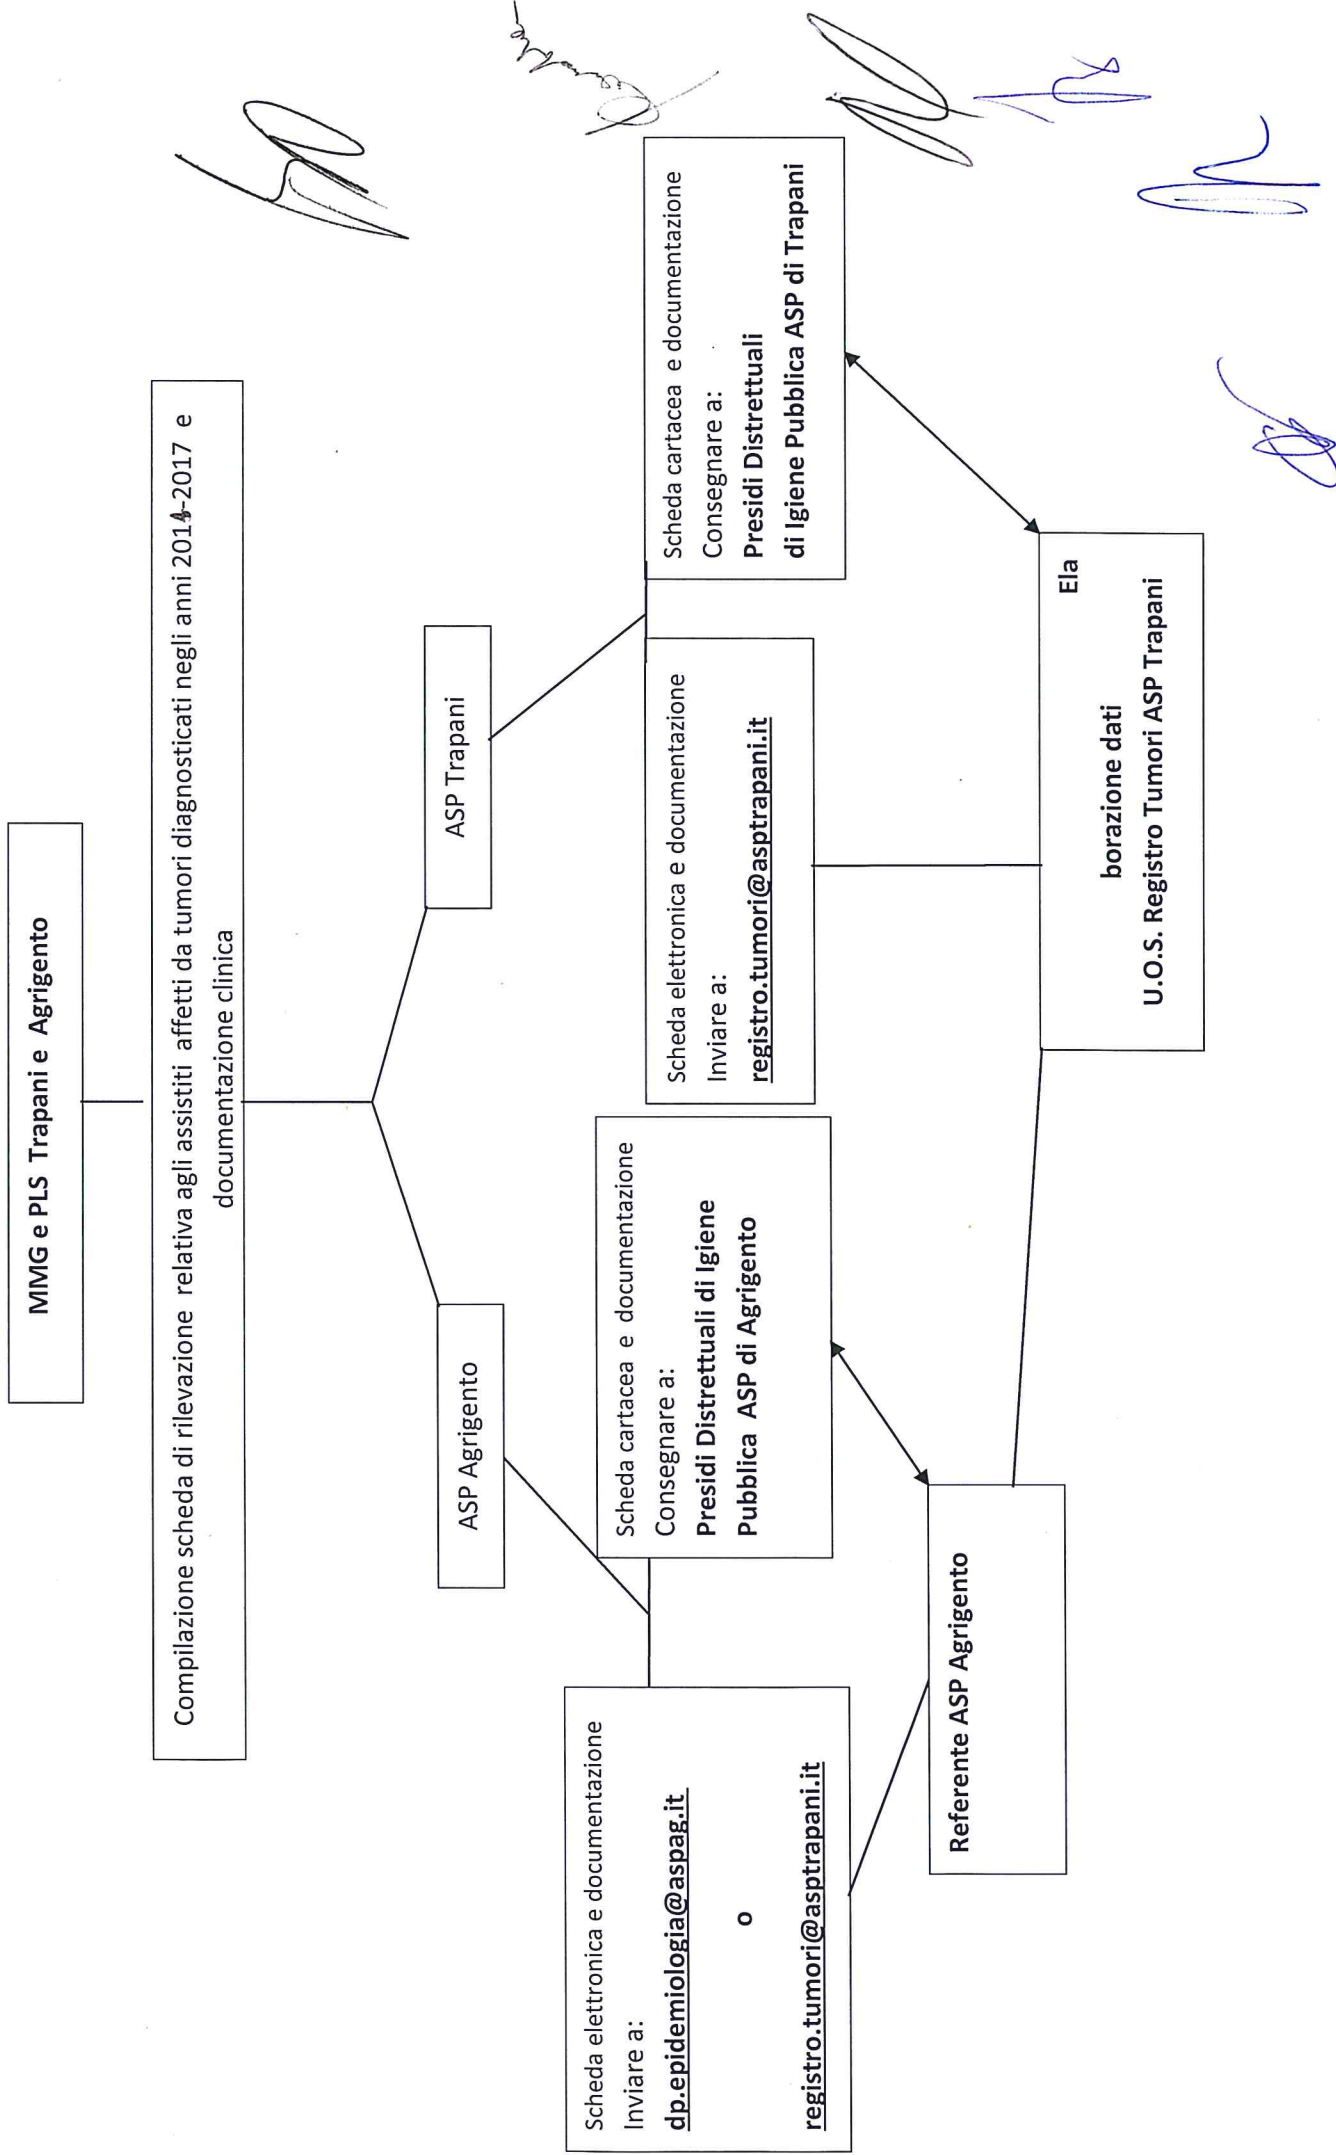 MMG e PLS Trapani e Agrigento
Compilazione scheda di rilevazione relativa agli assistiti affetti da tumori diagnosticati negli anni 2014-2017 e
documentazione clinica
ASP Agrigento
ASP Trapani
Scheda elettronica e documentazione
Inviare a:
dp.epidemiologia@aspag.it
o
registro.tumori@asptrapani.it
Scheda cartacea e documentazione
Consegnare a:
Presidi Distrettuali di Igiene
Pubblica ASP di Agrigento
Scheda elettronica e documentazione
Inviare a:
registro.tumori@asptrapani.it
Scheda cartacea e documentazione
Consegnare a:
Presidi Distrettuali
di Igiene Pubblica ASP di Trapani
Referente ASP Agrigento
Ela
borazione dati
U.O.S. Registro Tumori ASP Trapani